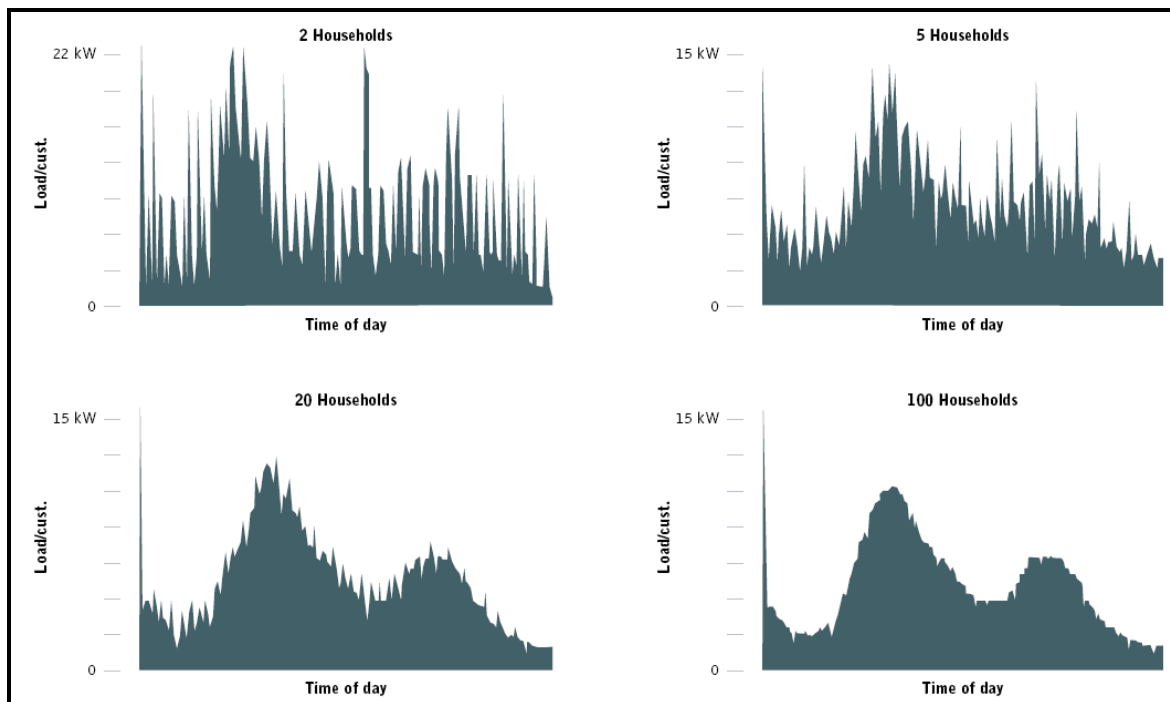 2 Households
22 kW
Load/cust.
0
Time of day
5 Households
15 kW
Load/cust.
0
Time of day
20 Households
15 kW
Load/cust.
0
Time of day
100 Households
15 kW
Load/cust.
0
Time of day